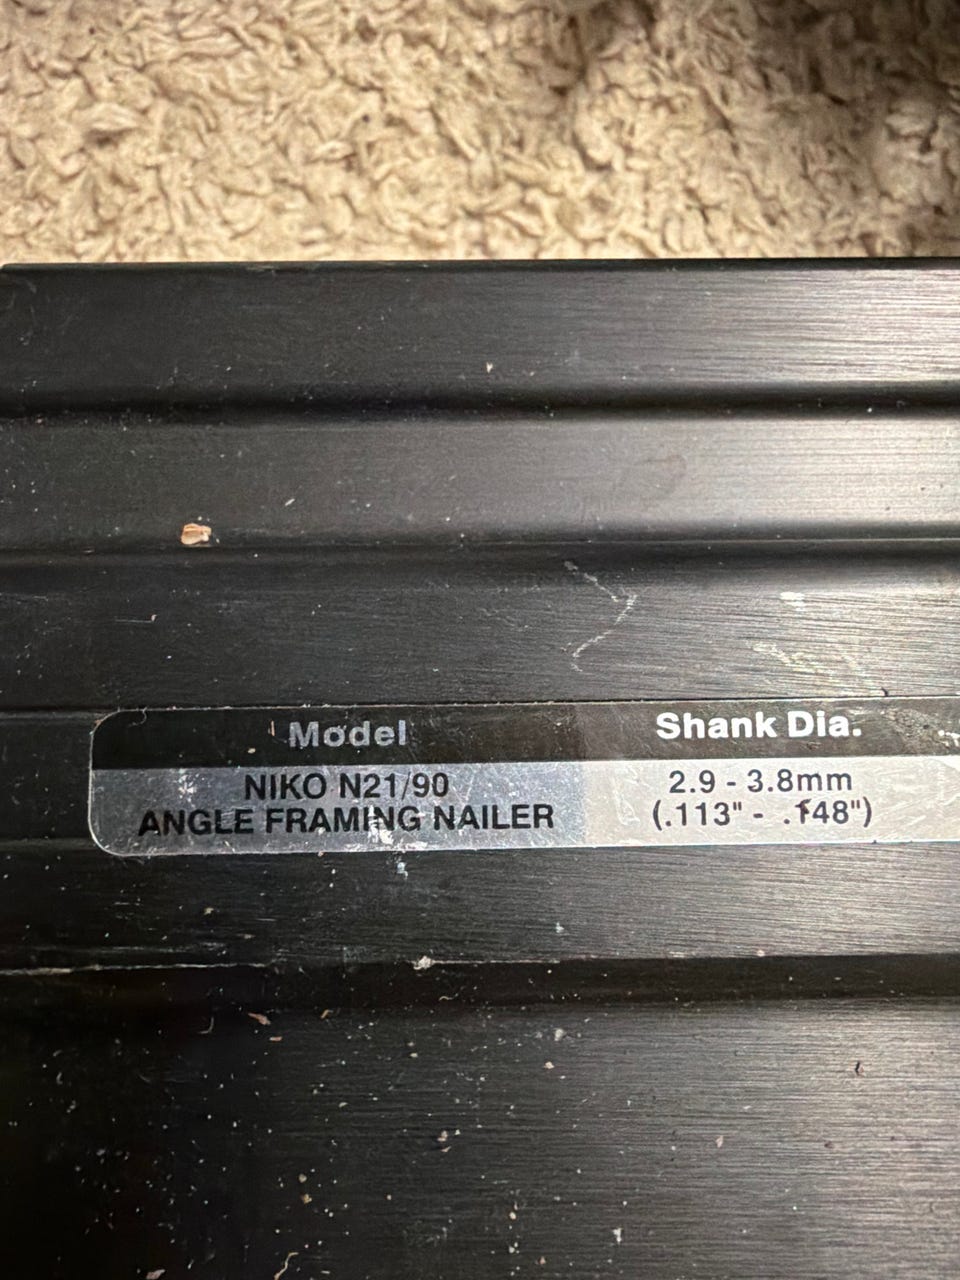 Model Shank Dia.
NIKO N21/90 2.9 - 3.8mm
ANGLE FRAMING NAILER (.113" - .148")